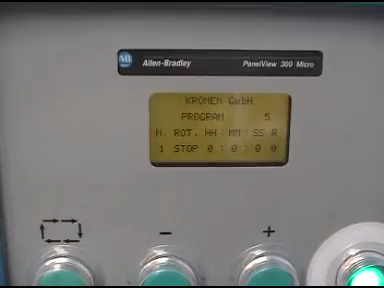 AB
Allen-Bradley PanelView 300 Micro
KRONEN GmbH
PROGRAM 5
N. ROT. HH:MM:SS R
1 STOP 0:0:0 0
- +